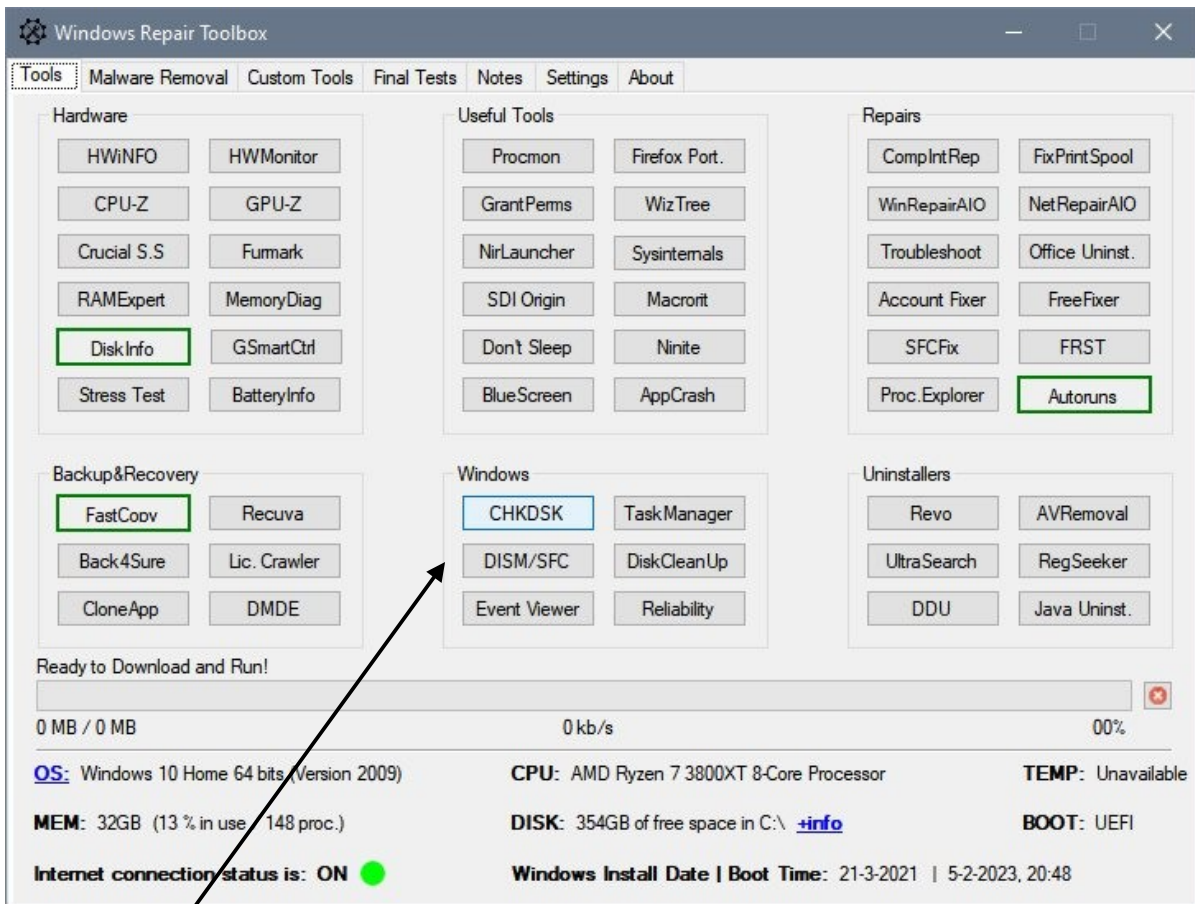 Windows Repair Toolbox
Tools Malware Removal Custom Tools Final Tests Notes Settings About
Hardware
HWiNFO HWMonitor
CPU-Z GPU-Z
Crucial S.S Furmark
RAMExpert MemoryDiag
DiskInfo GSmartCtrl
Stress Test BatteryInfo
Useful Tools
Procmon Firefox Port.
GrantPerms WizTree
NirLauncher Sysinternals
SDI Origin Macrorit
Don't Sleep Ninite
BlueScreen AppCrash
Repairs
CompIntRep FixPrintSpool
WinRepairAIO NetRepairAIO
Troubleshoot Office Uninst.
Account Fixer FreeFixer
SFCFix FRST
Proc.Explorer Autoruns
Backup&Recovery
FastCopy Recuva
Back4Sure Lic. Crawler
CloneApp DMDE
Windows
CHKDSK TaskManager
DISM/SFC DiskCleanUp
Event Viewer Reliability
Uninstallers
Revo AVRemoval
UltraSearch RegSeeker
DDU Java Uninst.
Ready to Download and Run!
0 MB / 0 MB 0 kb/s 00%
OS: Windows 10 Home 64 bits (Version 2009) CPU: AMD Ryzen 7 3800XT 8-Core Processor TEMP: Unavailable
MEM: 32GB (13 % in use / 148 proc.) DISK: 354GB of free space in C:\ +info BOOT: UEFI
Internet connection status is: ON Windows Install Date | Boot Time: 21-3-2021 | 5-2-2023, 20:48